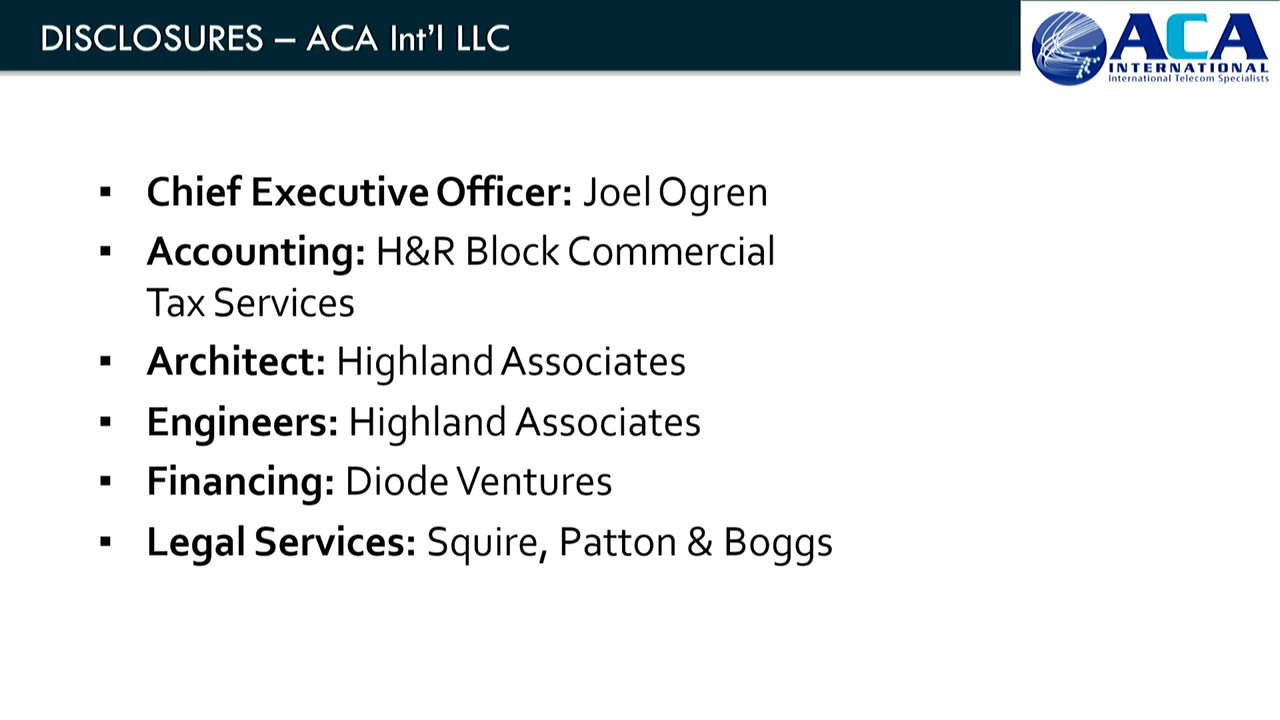 DISCLOSURES – ACA Int’l LLC
ACA
INTERNATIONAL
International Telecom Specialists
▪ Chief Executive Officer: Joel Ogren
▪ Accounting: H&R Block Commercial
Tax Services
▪ Architect: Highland Associates
▪ Engineers: Highland Associates
▪ Financing: Diode Ventures
▪ Legal Services: Squire, Patton & Boggs